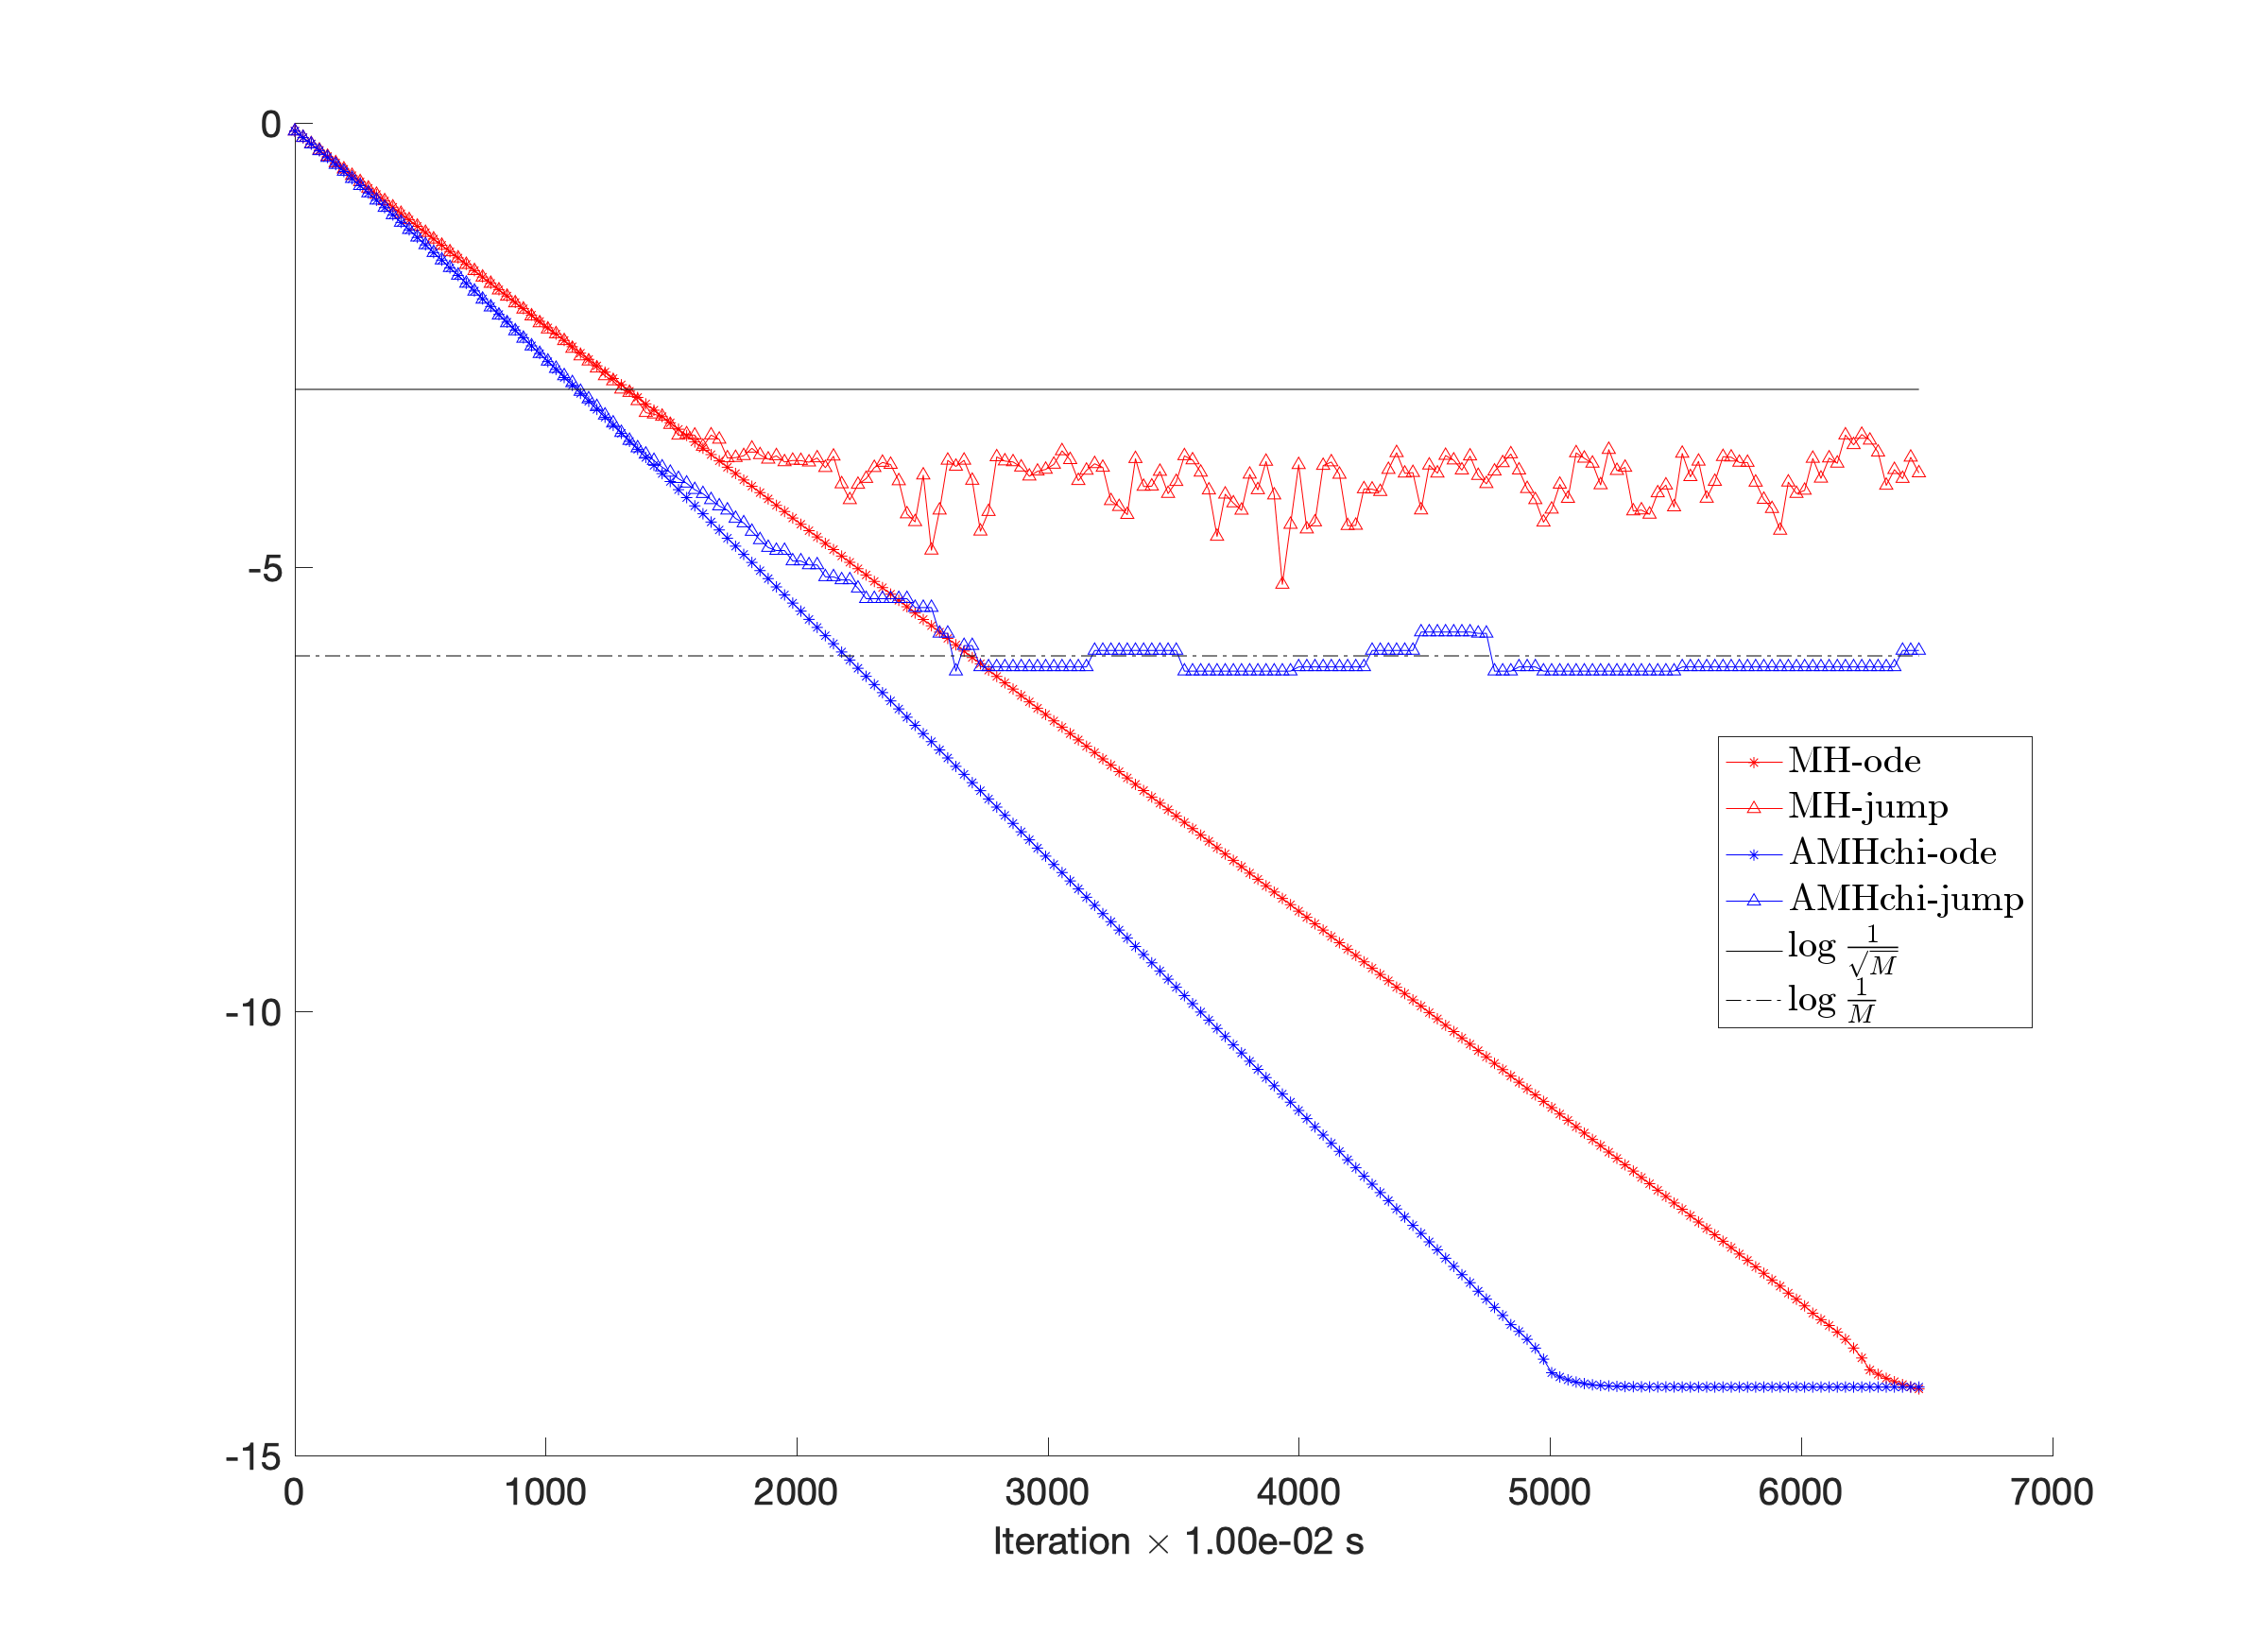 0
-5
-10
-15
0 1000 2000 3000 4000 5000 6000 7000
Iteration × 1.00e-02 s
MH-ode
MH-jump
AMHchi-ode
AMHchi-jump
log 1/√M
log 1/M